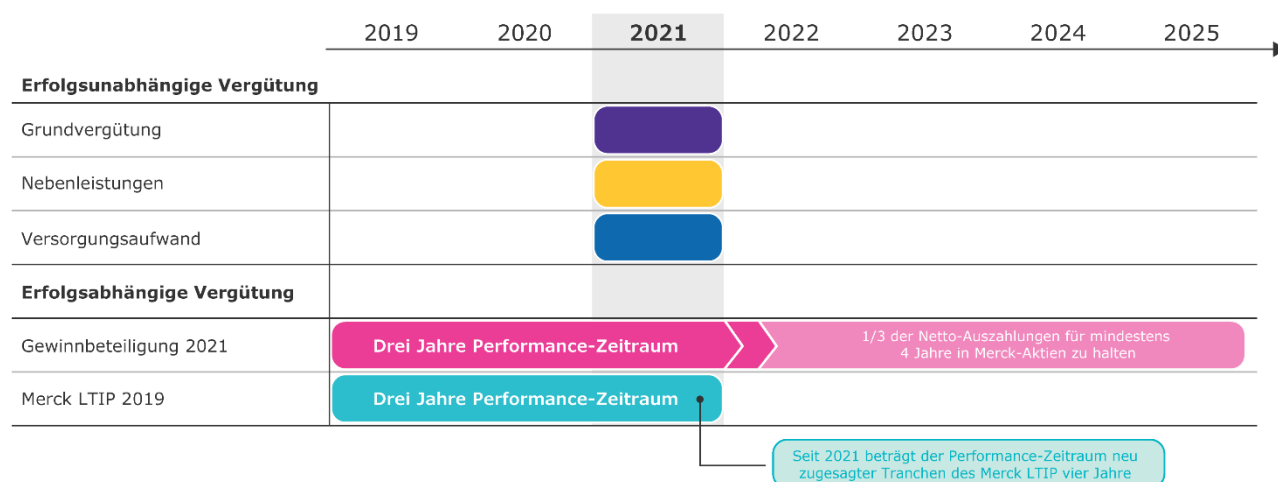 2019 2020 2021 2022 2023 2024 2025
Erfolgsunabhängige Vergütung
Grundvergütung
Nebenleistungen
Versorgungsaufwand
Erfolgsabhängige Vergütung
Gewinnbeteiligung 2021
Drei Jahre Performance-Zeitraum
1/3 der Netto-Auszahlungen für mindestens
4 Jahre in Merck-Aktien zu halten
Merck LTIP 2019
Drei Jahre Performance-Zeitraum
Seit 2021 beträgt der Performance-Zeitraum neu
zugesagter Tranchen des Merck LTIP vier Jahre